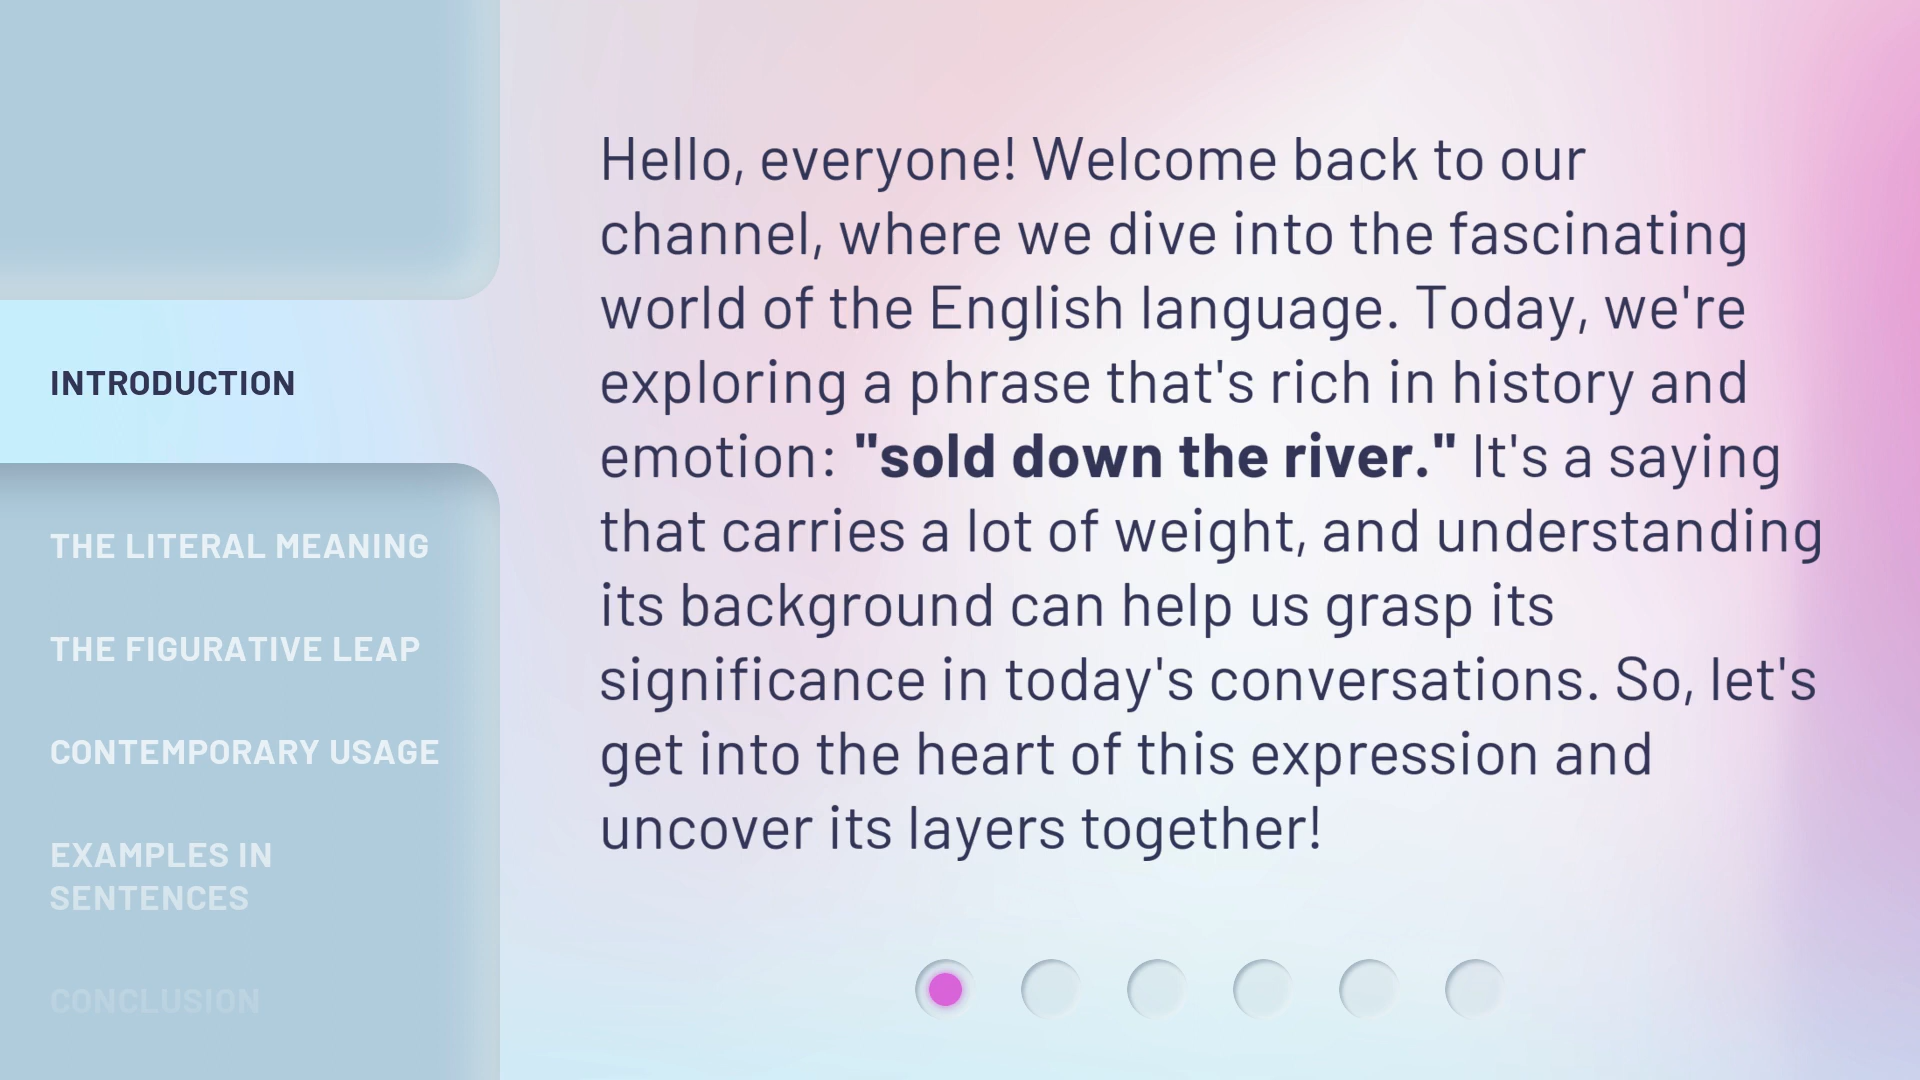 INTRODUCTION
THE LITERAL MEANING
THE FIGURATIVE LEAP
CONTEMPORARY USAGE
EXAMPLES IN
SENTENCES
CONCLUSION
Hello, everyone! Welcome back to our
channel, where we dive into the fascinating
world of the English language. Today, we're
exploring a phrase that's rich in history and
emotion: "sold down the river." It's a saying
that carries a lot of weight, and understanding
its background can help us grasp its
significance in today's conversations. So, let's
get into the heart of this expression and
uncover its layers together!